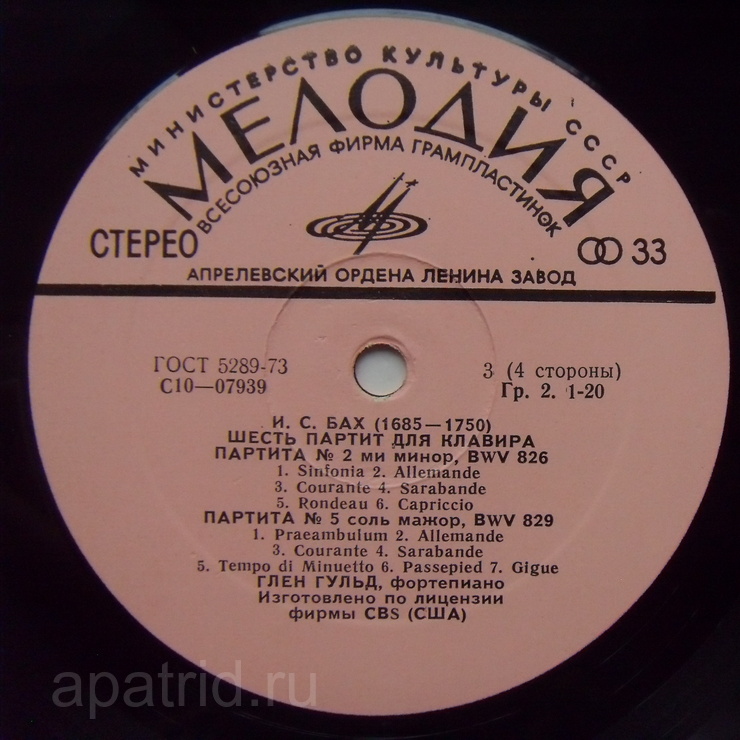 МИНИСТЕРСТВО КУЛЬТУРЫ СССР
МЕЛОДИЯ
ВСЕСОЮЗНАЯ ФИРМА ГРАМПЛАСТИНОК
СТЕРЕО
33
АПРЕЛЕВСКИЙ ОРДЕНА ЛЕНИНА ЗАВОД
ГОСТ 5289-73
С10—07939
3 (4 стороны)
Гр. 2. 1-20
И. С. БАХ (1685—1750)
ШЕСТЬ ПАРТИТ ДЛЯ КЛАВИРА
ПАРТИТА № 2 ми минор, BWV 826
1. Sinfonia 2. Allemande
3. Courante 4. Sarabande
5. Rondeau 6. Capriccio
ПАРТИТА № 5 соль мажор, BWV 829
1. Praeambulum 2. Allemande
3. Courante 4. Sarabande
5. Tempo di Minuetto 6. Passepied 7. Gigue
ГЛЕН ГУЛЬД, фортепиано
Изготовлено по лицензии
фирмы CBS (США)
apatrid.ru